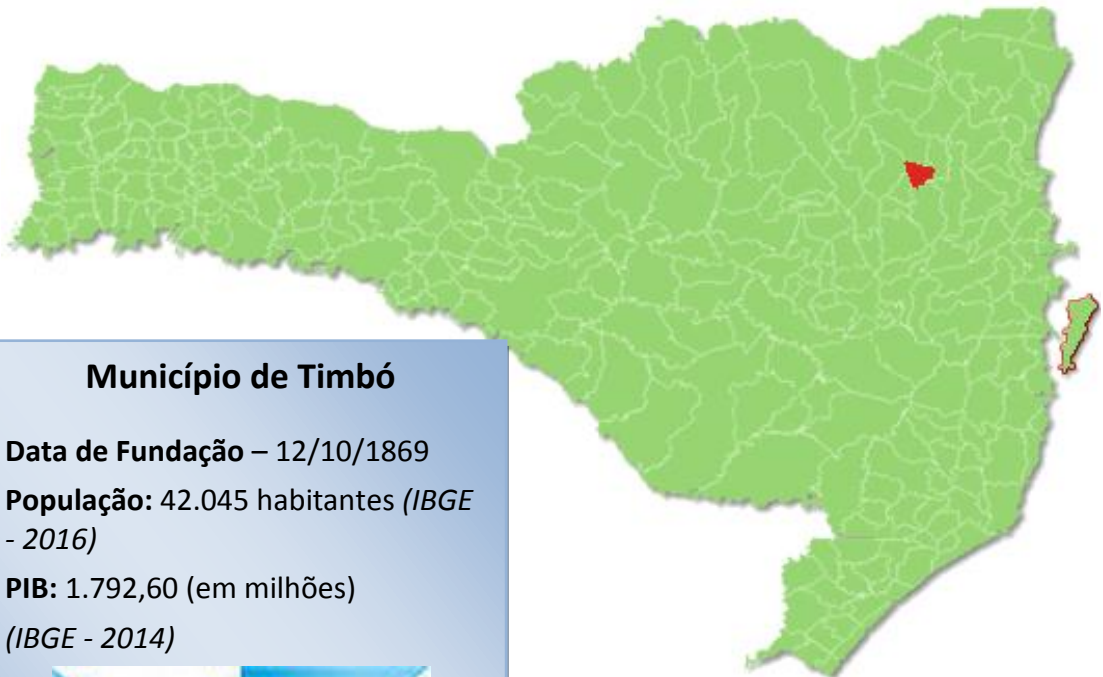 Município de Timbó
Data de Fundação – 12/10/1869
População: 42.045 habitantes (IBGE
- 2016)
PIB: 1.792,60 (em milhões)
(IBGE - 2014)